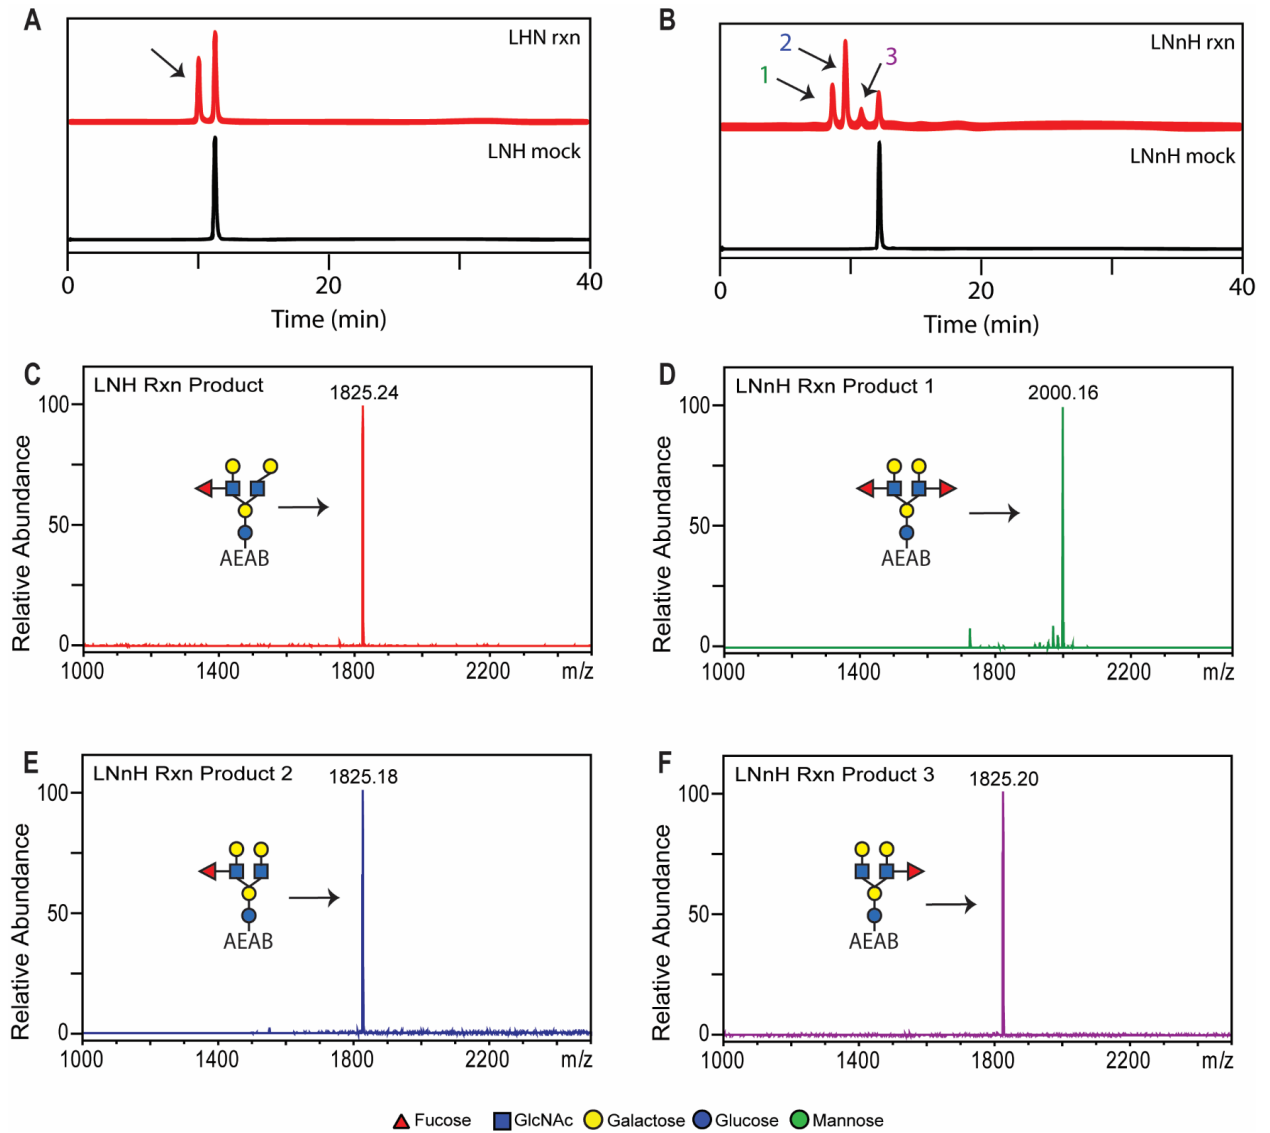 A
LHN rxn
LNH mock
0 20 40
Time (min)
B
1 2 3
LNnH rxn
LNnH mock
0 20 40
Time (min)
C
LNH Rxn Product
1825.24
AEAB
Relative Abundance
100
50
0
1000 1400 1800 2200 m/z
D
LNnH Rxn Product 1
2000.16
AEAB
Relative Abundance
100
50
0
1000 1400 1800 2200 m/z
E
LNnH Rxn Product 2
1825.18
AEAB
Relative Abundance
100
50
0
1000 1400 1800 2200 m/z
F
LNnH Rxn Product 3
1825.20
AEAB
Relative Abundance
100
50
0
1000 1400 1800 2200 m/z
Fucose GlcNAc Galactose Glucose Mannose